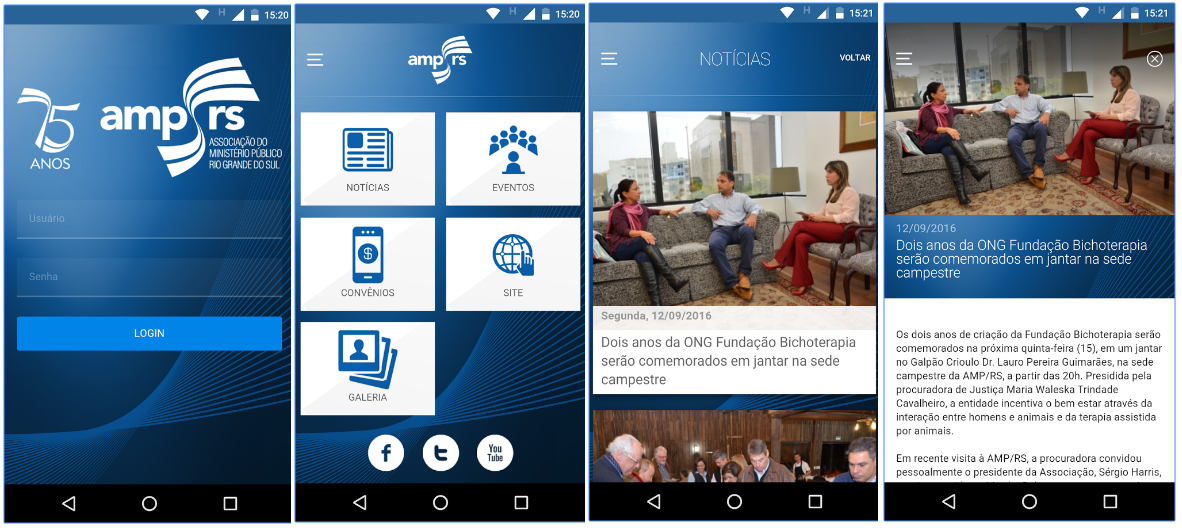 H 15:20
75
ANOS
amprs
ASSOCIAÇÃO DO
MINISTÉRIO PÚBLICO
RIO GRANDE DO SUL
Usuário
Senha
LOGIN
H 15:20
amprs
NOTÍCIAS
EVENTOS
$
CONVÊNIOS
SITE
GALERIA
f
t
You
Tube
H 15:21
NOTÍCIAS
VOLTAR
Segunda, 12/09/2016
Dois anos da ONG Fundação Bichoterapia
serão comemorados em jantar na sede
campestre
H 15:21
12/09/2016
Dois anos da ONG Fundação Bichoterapia
serão comemorados em jantar na sede
campestre
Os dois anos de criação da Fundação Bichoterapia serão
comemorados na próxima quinta-feira (15), em um jantar
no Galpão Crioulo Dr. Lauro Pereira Guimarães, na sede
campestre da AMP/RS, a partir das 20h. Presidida pela
procuradora de Justiça Maria Waleska Trindade
Cavalheiro, a entidade incentiva o bem estar através da
interação entre homens e animais e da terapia assistida
por animais.
Em recente visita à AMP/RS, a procuradora convidou
pessoalmente o presidente da Associação, Sérgio Harris,